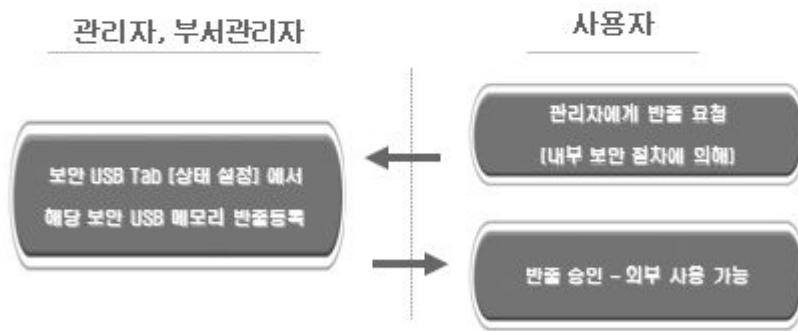 관리자, 부서관리자
사용자
보안 USB Tab [상태 설정] 에서
해당 보안 USB 메모리 반출등록
관리자에게 반출 요청
[내부 보안 절차에 의해]
반출 승인 – 외부 사용 가능